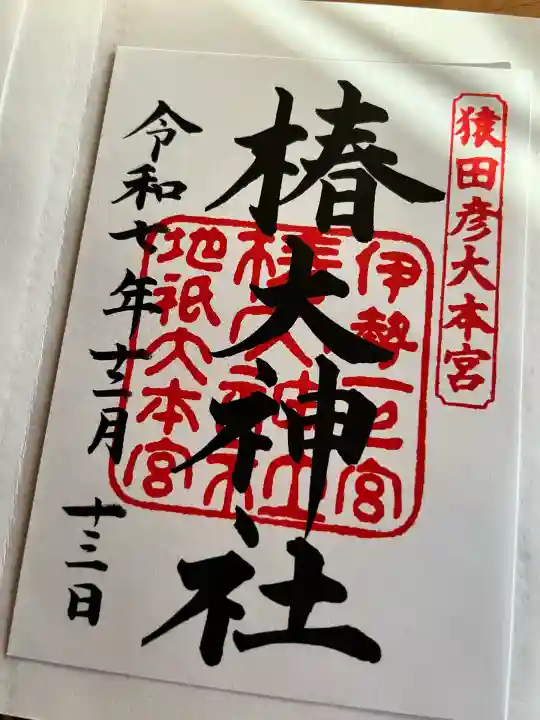 猿田彦大本宮
椿大神社
伊勢一之宮
椿大神社
地祇大本宮
令和七年十二月十三日